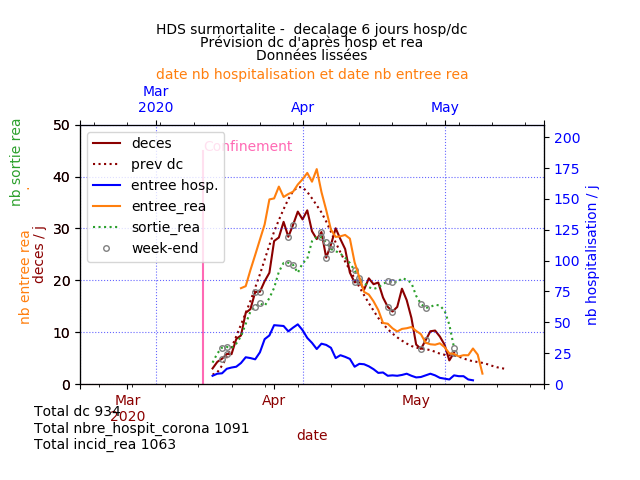 HDS surmortalite -  decalage 6 jours hosp/dc
Prévision dc d'après hosp et rea
Données lissées
date nb hospitalisation et date nb entree rea
Mar
2020
Apr
May
50
40
30
20
10
0
200
175
150
125
100
75
50
25
0
nb sortie rea
nb entree rea
deces / j
nb hospitalisation / j
Confinement
deces
prev dc
entree hosp.
entree_rea
sortie_rea
week-end
Mar
2020
Apr
May
date
Total dc 934
Total nbre_hospit_corona 1091
Total incid_rea 1063